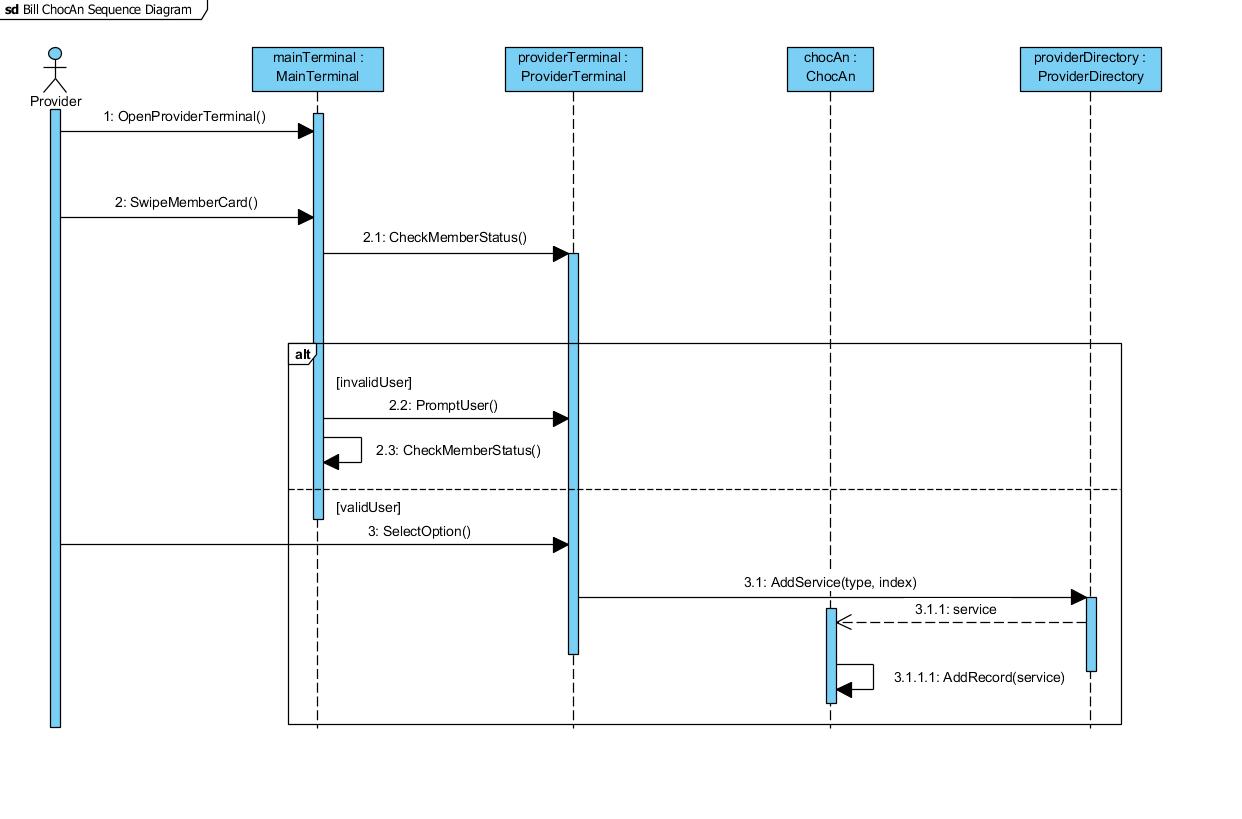 sd Bill ChocAn Sequence Diagram
mainTerminal :
MainTerminal
providerTerminal :
ProviderTerminal
chocAn :
ChocAn
providerDirectory :
ProviderDirectory
Provider
1: OpenProviderTerminal()
2: SwipeMemberCard()
2.1: CheckMemberStatus()
alt
[invalidUser]
2.2: PromptUser()
2.3: CheckMemberStatus()
[validUser]
3: SelectOption()
3.1: AddService(type, index)
3.1.1: service
3.1.1.1: AddRecord(service)